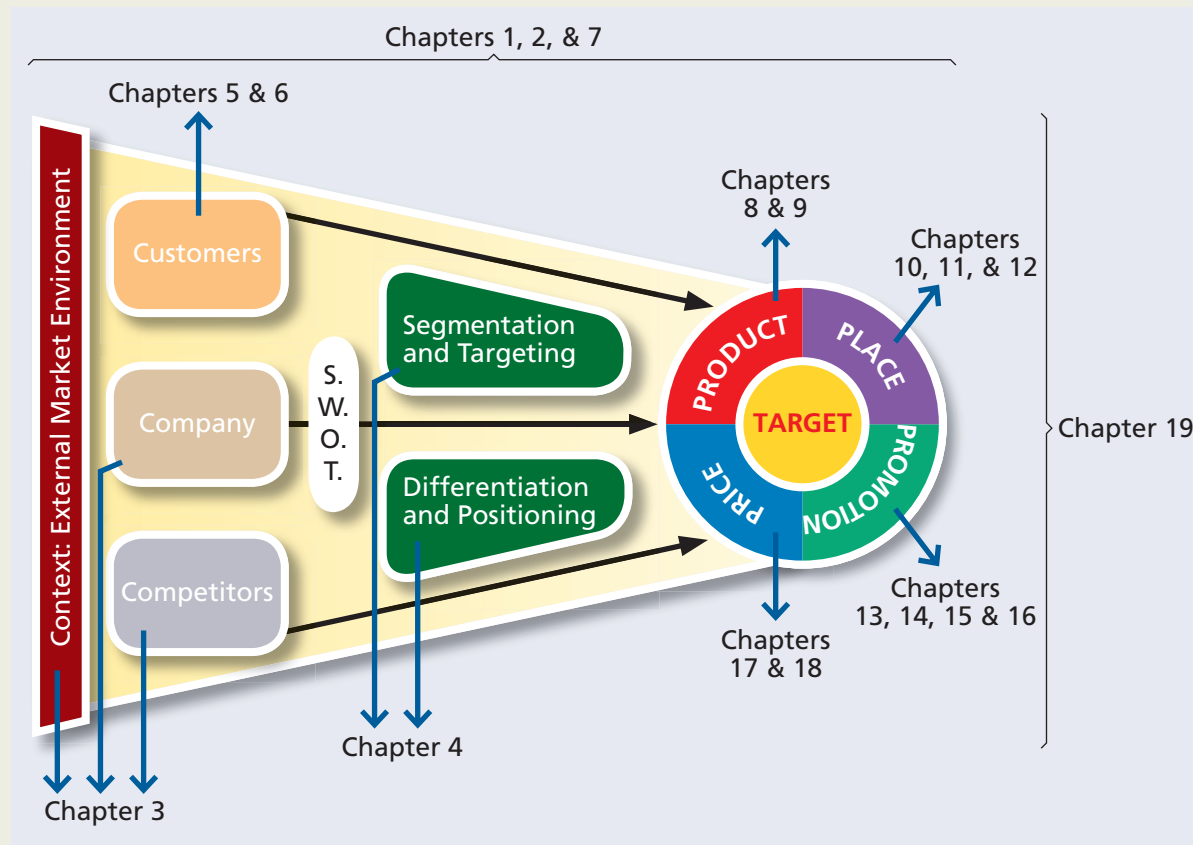 Chapters 1, 2, & 7
Chapters 5 & 6
Context: External Market Environment
Customers
Company
Competitors
S.
W.
O.
T.
Segmentation
and Targeting
Differentiation
and Positioning
Chapters
8 & 9
Chapters
10, 11, & 12
PRODUCT
PLACE
TARGET
PRICE
PROMOTION
Chapter 19
Chapters
13, 14, 15 & 16
Chapters
17 & 18
Chapter 4
Chapter 3